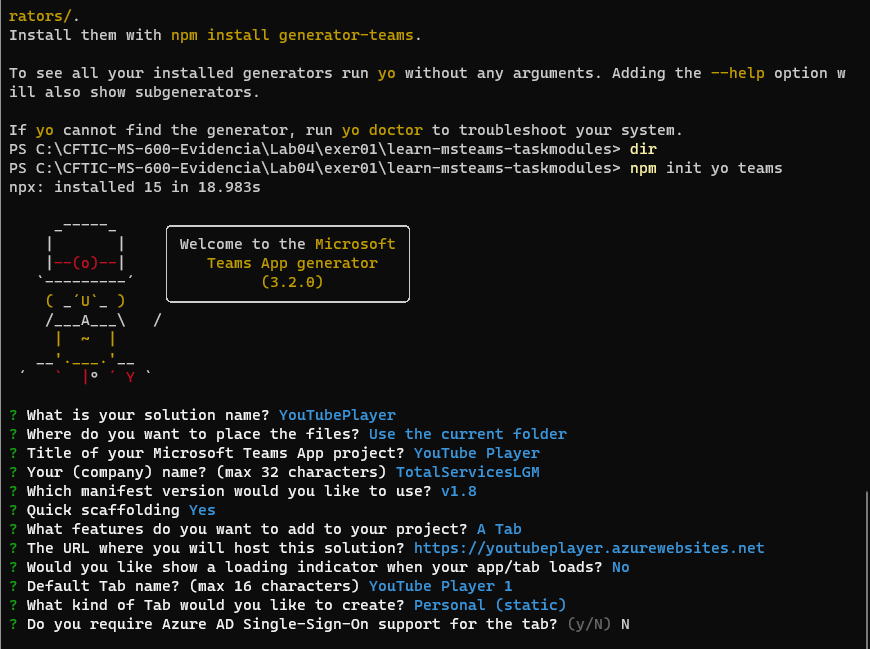 rators/.
Install them with npm install generator-teams.
To see all your installed generators run yo without any arguments. Adding the --help option w
ill also show subgenerators.
If yo cannot find the generator, run yo doctor to troubleshoot your system.
PS C:\CFTIC-MS-600-Evidencia\Lab04\exer01\learn-msteams-taskmodules> dir
PS C:\CFTIC-MS-600-Evidencia\Lab04\exer01\learn-msteams-taskmodules> npm init yo teams
npx: installed 15 in 18.983s
     _-----_
    |       |
    |--(o)--|
   `---------´
    ( _´U`_ )
    /___A___\   /
     |  ~  |
   __'.___.'__
 ´   `  |° ´ Y `
Welcome to the Microsoft
Teams App generator
(3.2.0)
? What is your solution name? YouTubePlayer
? Where do you want to place the files? Use the current folder
? Title of your Microsoft Teams App project? YouTube Player
? Your (company) name? (max 32 characters) TotalServicesLGM
? Which manifest version would you like to use? v1.8
? Quick scaffolding Yes
? What features do you want to add to your project? A Tab
? The URL where you will host this solution? https://youtubeplayer.azurewebsites.net
? Would you like show a loading indicator when your app/tab loads? No
? Default Tab name? (max 16 characters) YouTube Player 1
? What kind of Tab would you like to create? Personal (static)
? Do you require Azure AD Single-Sign-On support for the tab? (y/N) N